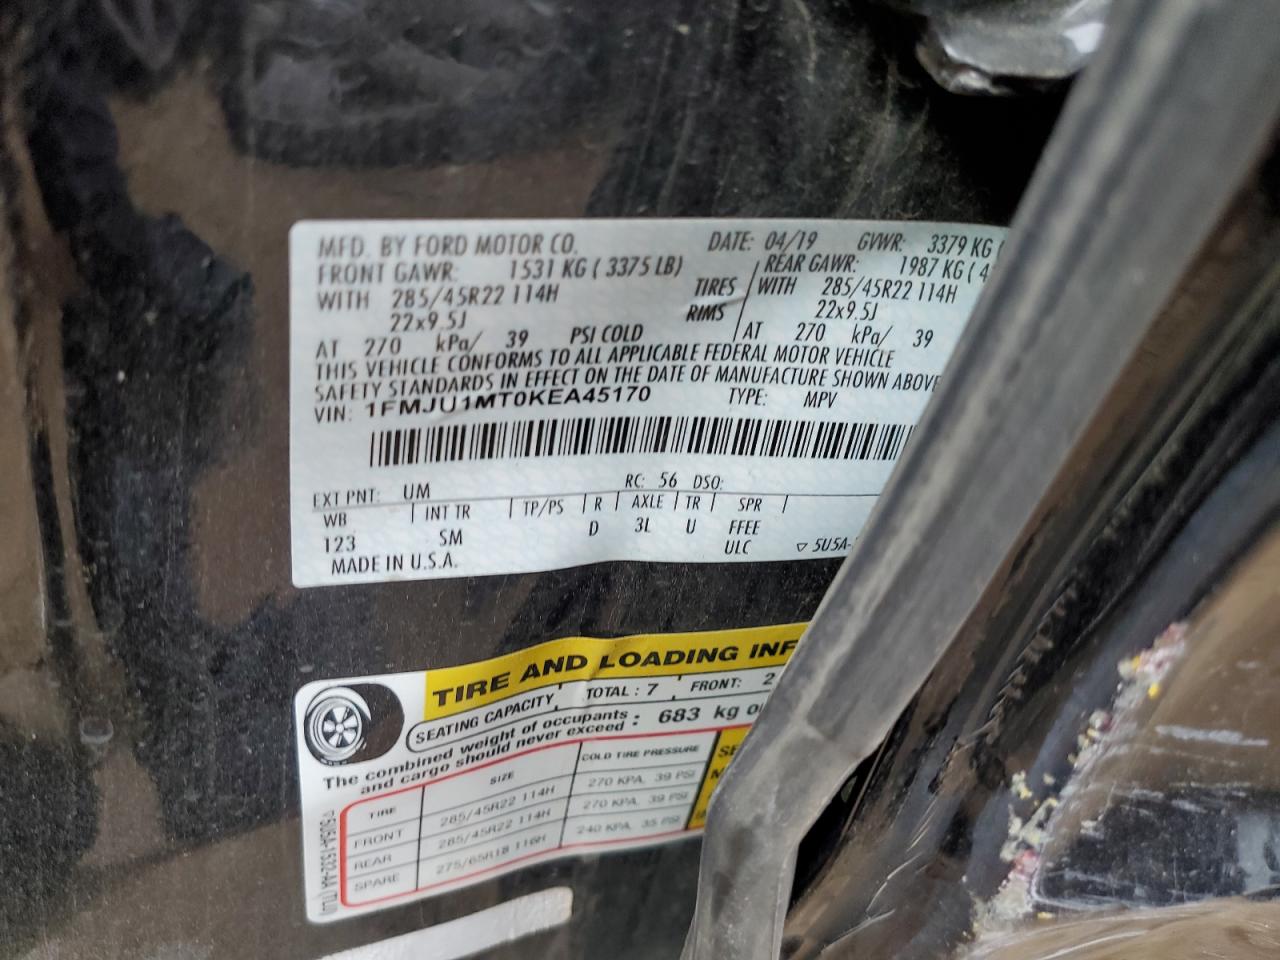 MFD. BY FORD MOTOR CO. DATE: 04/19 GVWR: 3379 KG (
FRONT GAWR: 1531 KG ( 3375 LB) REAR GAWR: 1987 KG ( 4
WITH 285/45R22 114H TIRES WITH 285/45R22 114H
22x9.5J RIMS 22x9.5J
AT 270 kPa/ 39 PSI COLD AT 270 kPa/ 39
THIS VEHICLE CONFORMS TO ALL APPLICABLE FEDERAL MOTOR VEHICLE
SAFETY STANDARDS IN EFFECT ON THE DATE OF MANUFACTURE SHOWN ABOVE
VIN: 1FMJU1MT0KEA45170 TYPE: MPV
EXT PNT: UM RC: 56 DSO:
WB INT TR TP/PS R AXLE TR SPR
123 SM D 3L U FFEE
MADE IN U.S.A. ULC ▽ 5U5A-
TIRE AND LOADING INF
SEATING CAPACITY TOTAL : 7 FRONT: 2
The combined weight of occupants
and cargo should never exceed : 683 kg
TIRE SIZE COLD TIRE PRESSURE
FRONT 285/45R22 114H 270 KPA, 39 PSI
REAR 285/45R22 114H 270 KPA, 39 PSI
SPARE 275/65R18 116H 240 KPA, 35 PSI
▽5U5A-1532-AA (TLU)